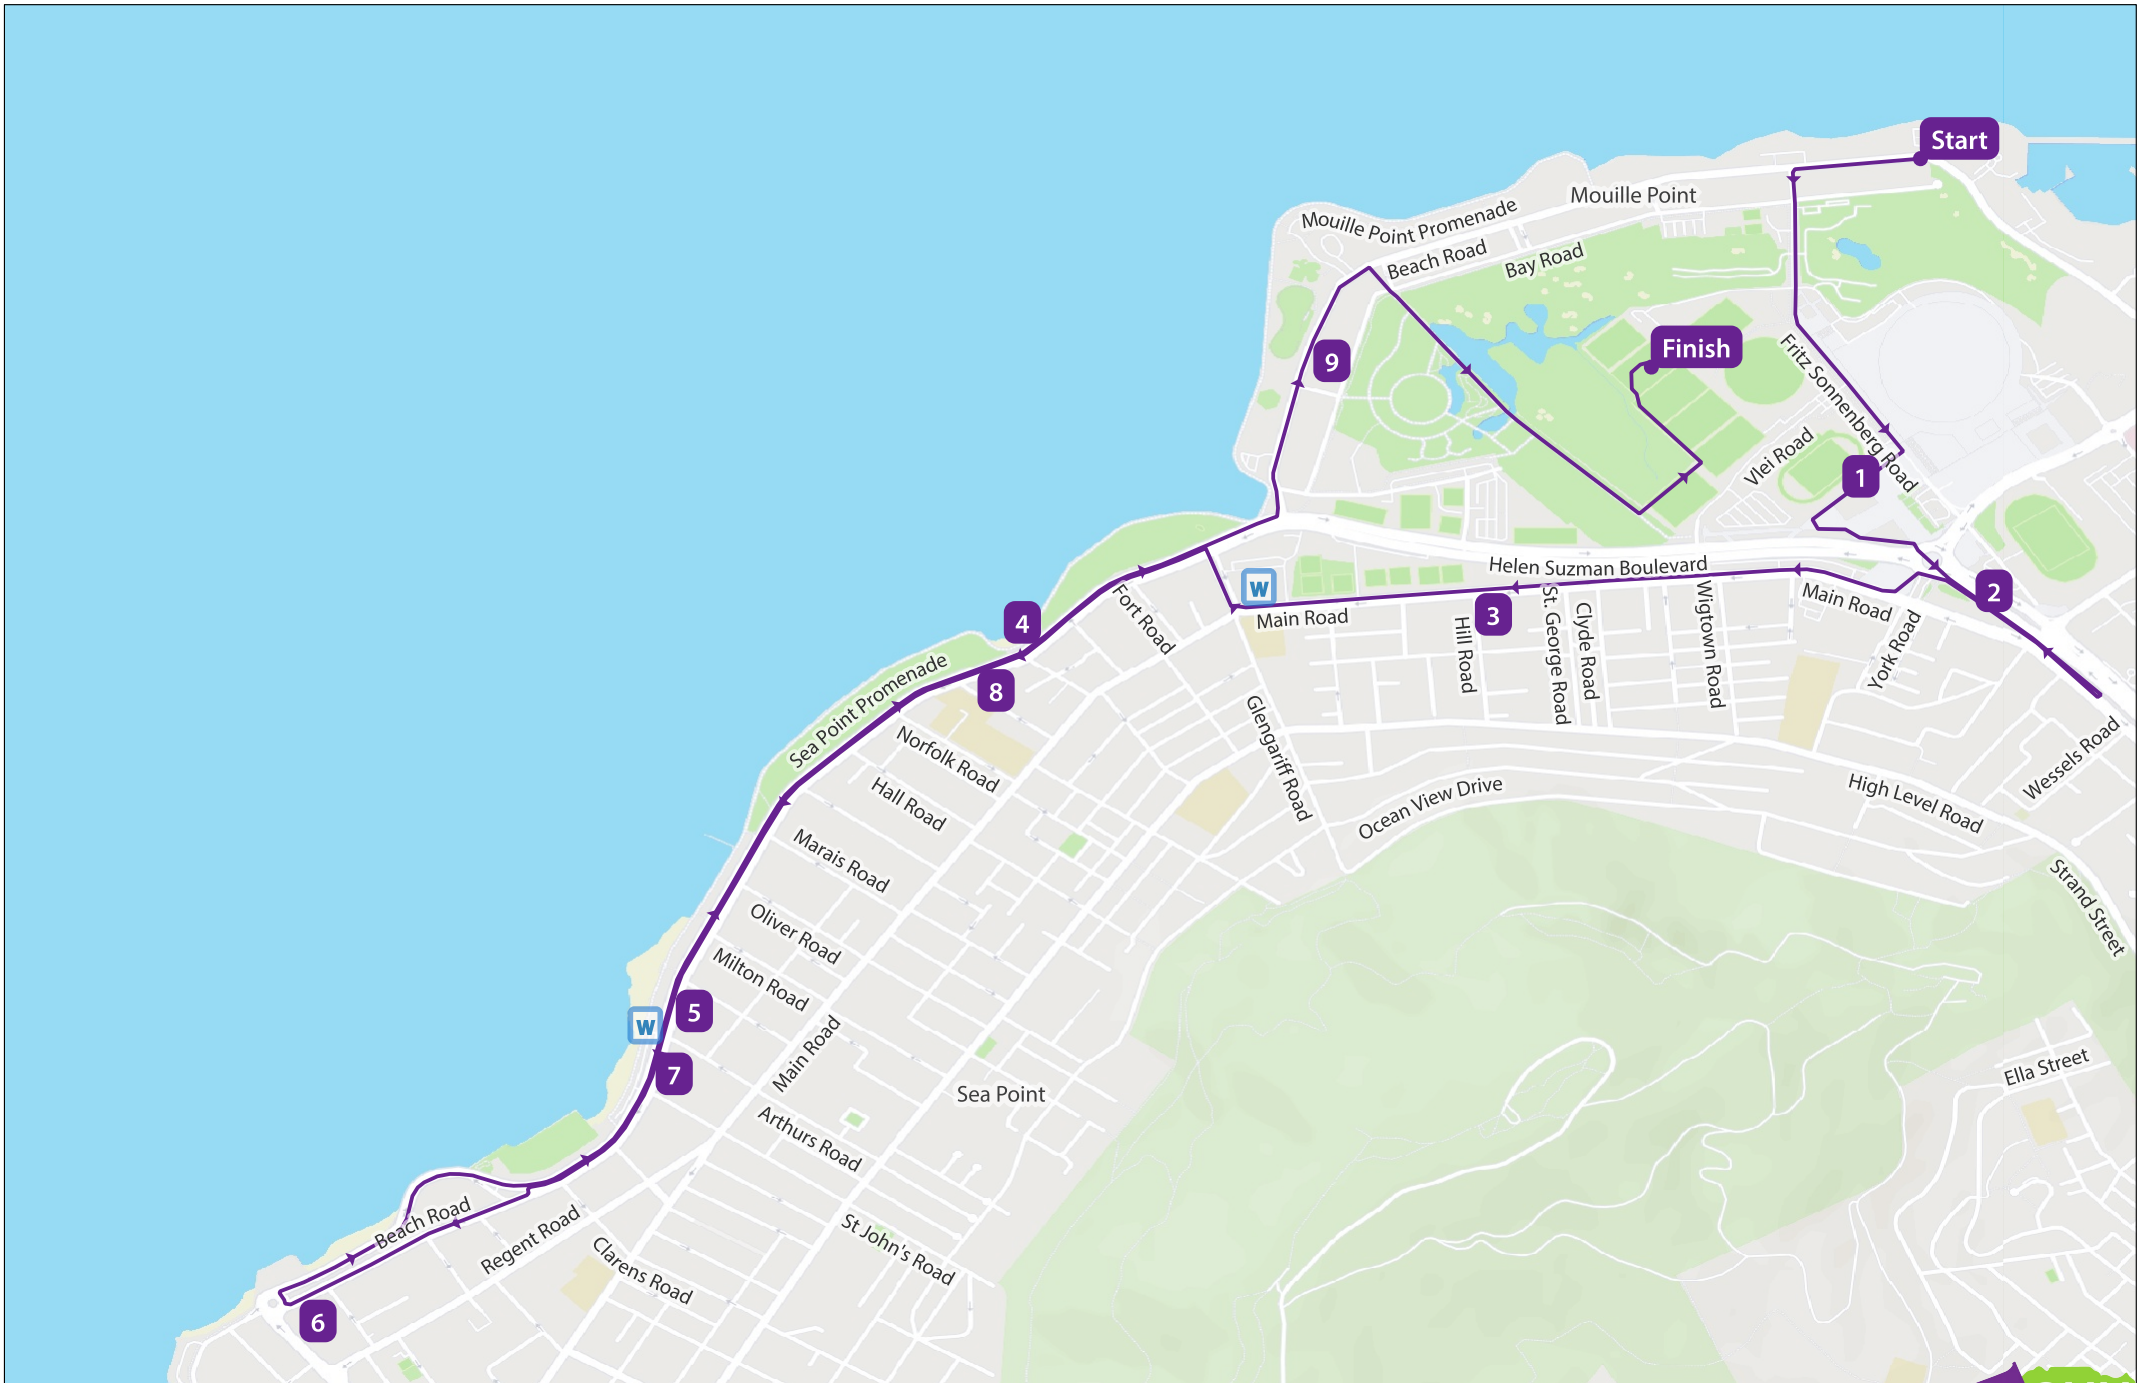 Start
Mouille Point
Mouille Point Promenade
Beach Road
Bay Road
Finish
Fritz Sonnenberg Road
9
Vlei Road
1
Helen Suzman Boulevard
W
Main Road
3
Hill Road
St. George Road
Clyde Road
Wigtown Road
Main Road
York Road
2
Fort Road
4
8
Sea Point Promenade
Norfolk Road
Hall Road
Glengariff Road
Ocean View Drive
High Level Road
Wessels Road
Strand Street
Marais Road
Oliver Road
Milton Road
5
W
7
Main Road
Sea Point
Arthurs Road
Ella Street
Beach Road
Regent Road
Clarens Road
St John's Road
6